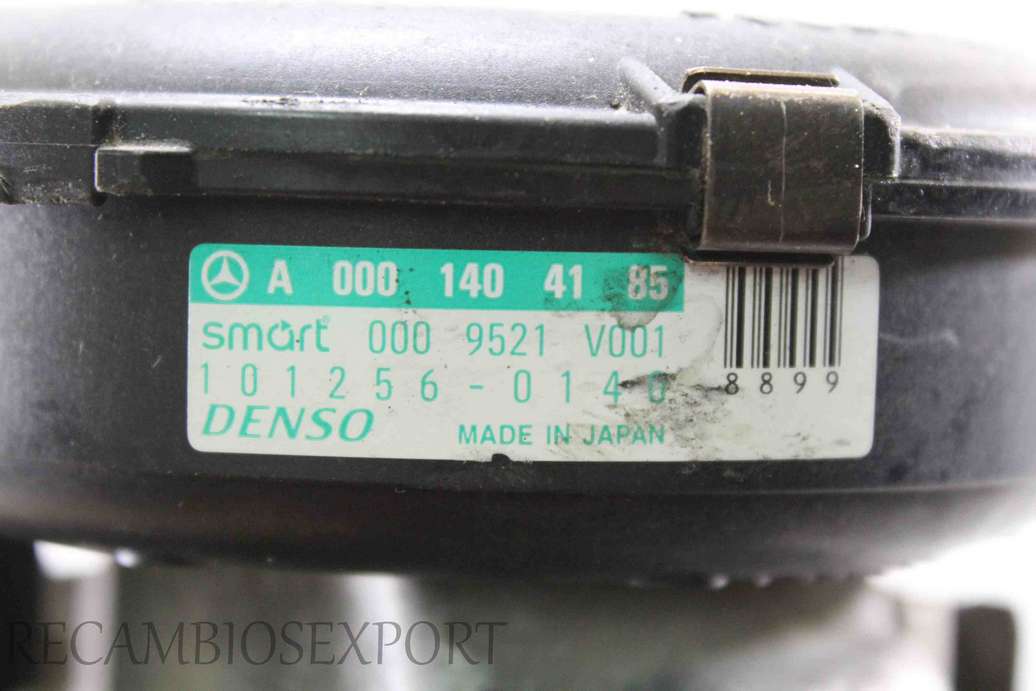 A 000 140 41 85
smart 000 9521 V001
101256-0140
8899
DENSO
MADE IN JAPAN
RECAMBIOSEXPORT